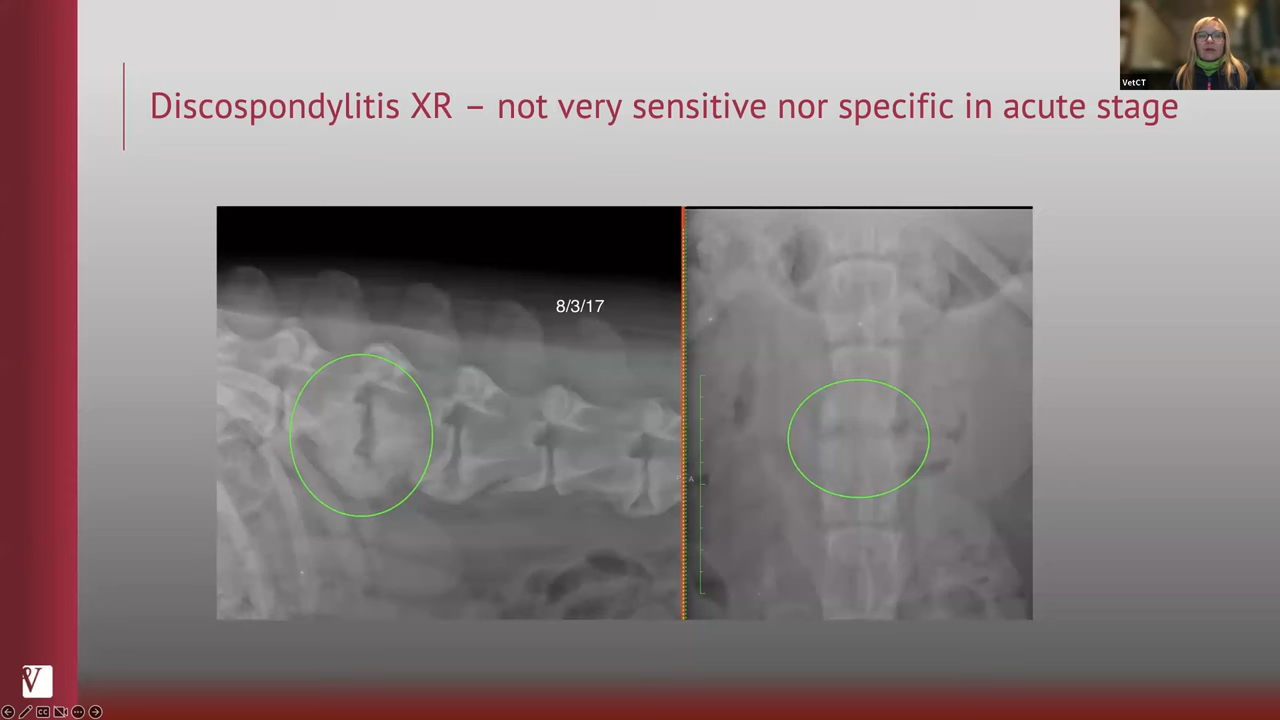 VetCT
Discospondylitis XR – not very sensitive nor specific in acute stage
8/3/17
A